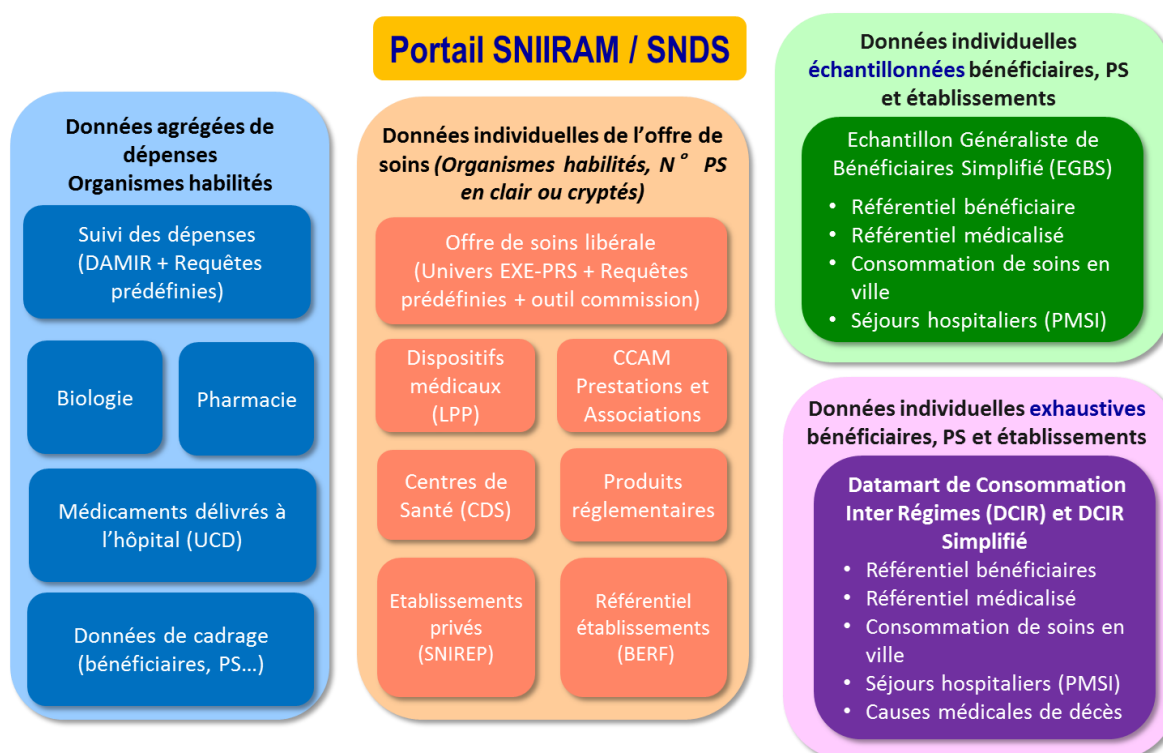 Portail SNIIRAM / SNDS
Données agrégées de
dépenses
Organismes habilités
Suivi des dépenses
(DAMIR + Requêtes
prédéfinies)
Biologie
Pharmacie
Médicaments délivrés à
l'hôpital (UCD)
Données de cadrage
(bénéficiaires, PS...)
Données individuelles de l'offre de
soins (Organismes habilités, N° PS
en clair ou cryptés)
Offre de soins libérale
(Univers EXE-PRS + Requêtes
prédéfinies + outil commission)
Dispositifs
médicaux
(LPP)
CCAM
Prestations et
Associations
Centres de
Santé (CDS)
Produits
réglementaires
Etablissements
privés
(SNIREP)
Référentiel
établissements
(BERF)
Données individuelles
échantillonnées bénéficiaires, PS
et établissements
Echantillon Généraliste de
Bénéficiaires Simplifié (EGBS)
• Référentiel bénéficiaire
• Référentiel médicalisé
• Consommation de soins en
ville
• Séjours hospitaliers (PMSI)
Données individuelles exhaustives
bénéficiaires, PS et établissements
Datamart de Consommation
Inter Régimes (DCIR) et DCIR
Simplifié
• Référentiel bénéficiaires
• Référentiel médicalisé
• Consommation de soins en
ville
• Séjours hospitaliers (PMSI)
• Causes médicales de décès